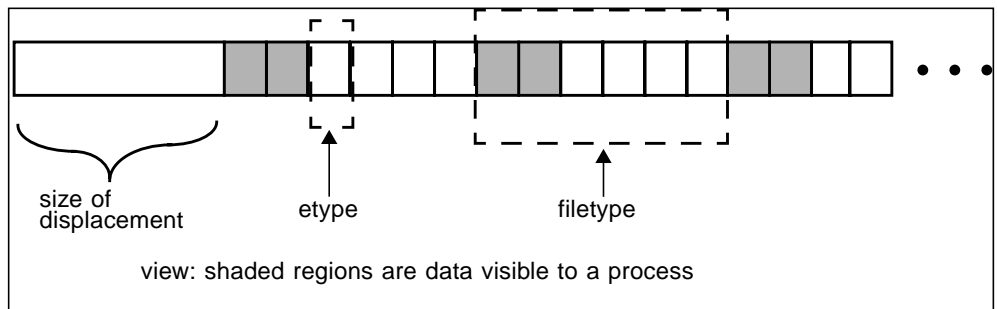 size of
displacement
etype
filetype
view: shaded regions are data visible to a process